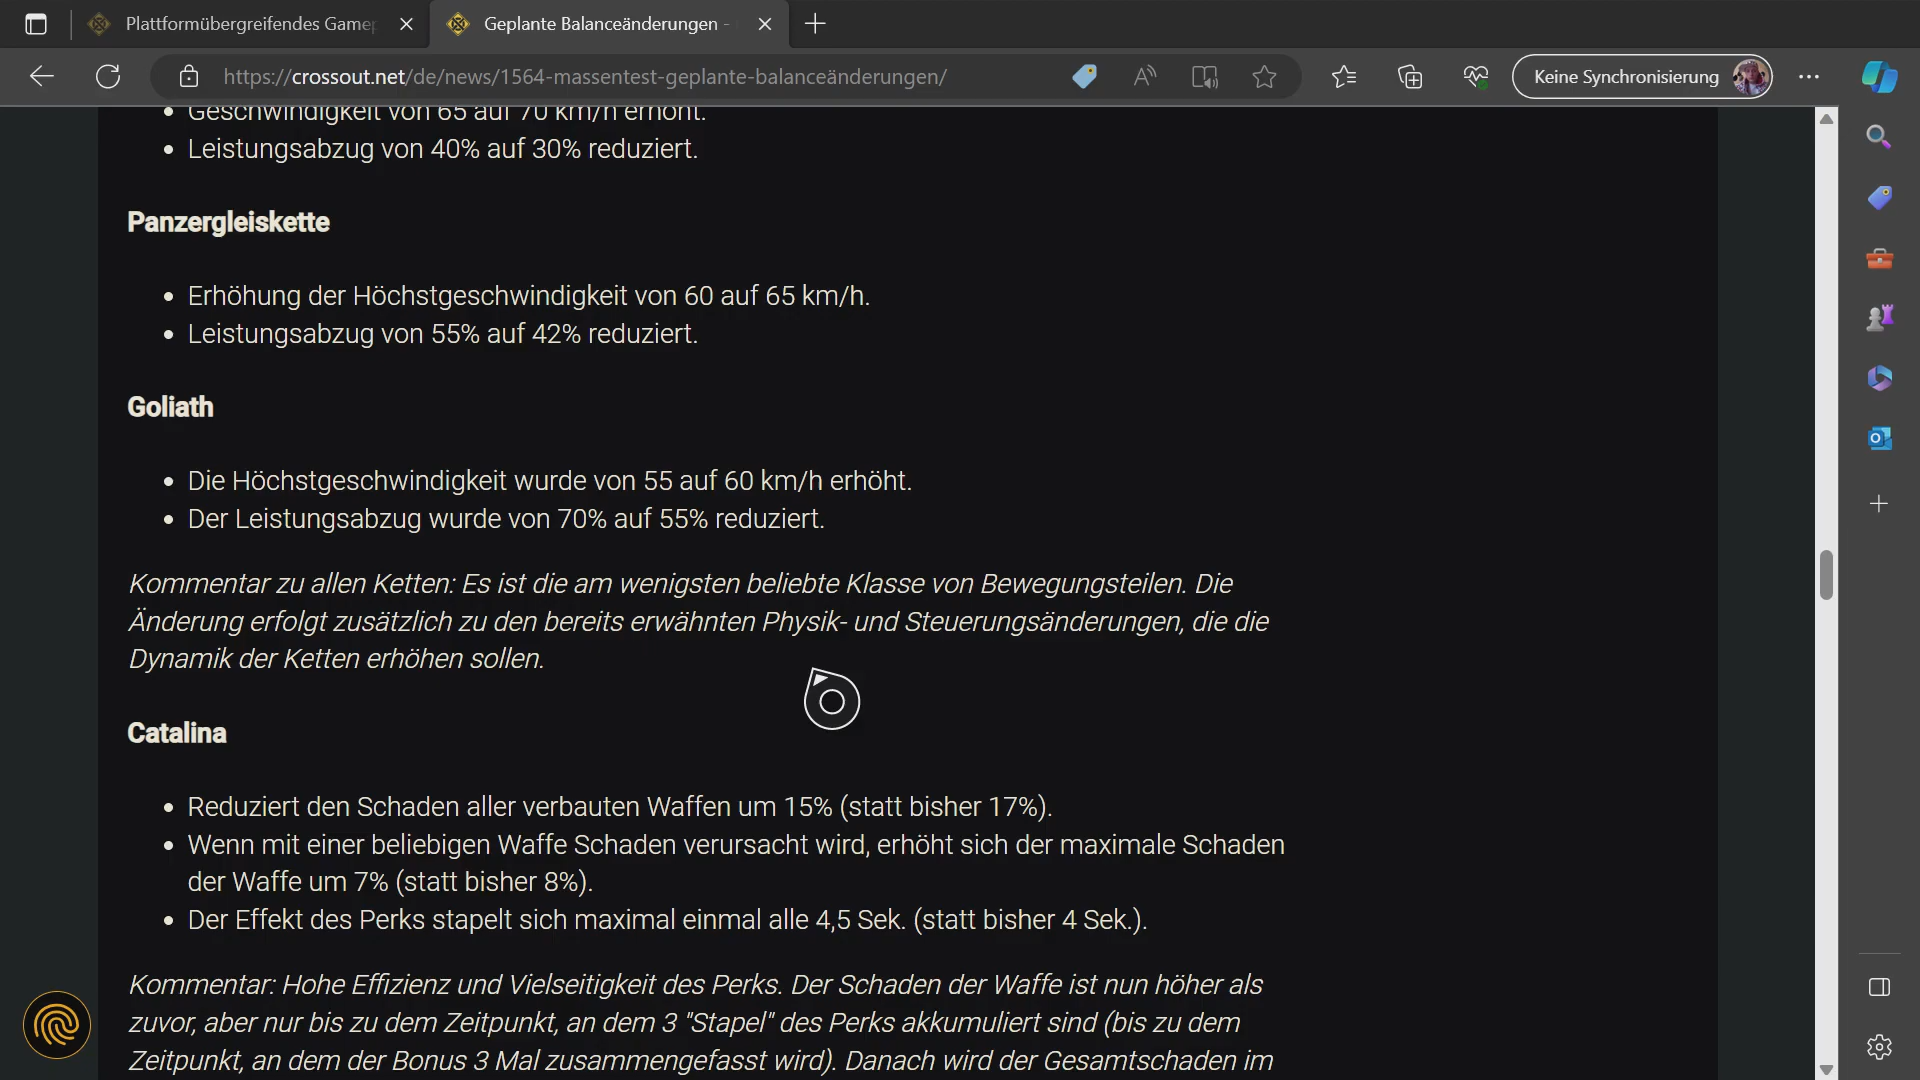 Plattformübergreifendes Game
Geplante Balanceänderungen -
https://crossout.net/de/news/1564-massentest-geplante-balanceänderungen/
Keine Synchronisierung
Geschwindigkeit von 65 auf 70 km/h erhöht.
Leistungsabzug von 40% auf 30% reduziert.
Panzergleiskette
Erhöhung der Höchstgeschwindigkeit von 60 auf 65 km/h.
Leistungsabzug von 55% auf 42% reduziert.
Goliath
Die Höchstgeschwindigkeit wurde von 55 auf 60 km/h erhöht.
Der Leistungsabzug wurde von 70% auf 55% reduziert.
Kommentar zu allen Ketten: Es ist die am wenigsten beliebte Klasse von Bewegungsteilen. Die
Änderung erfolgt zusätzlich zu den bereits erwähnten Physik- und Steuerungsänderungen, die die
Dynamik der Ketten erhöhen sollen.
Catalina
Reduziert den Schaden aller verbauten Waffen um 15% (statt bisher 17%).
Wenn mit einer beliebigen Waffe Schaden verursacht wird, erhöht sich der maximale Schaden
der Waffe um 7% (statt bisher 8%).
Der Effekt des Perks stapelt sich maximal einmal alle 4,5 Sek. (statt bisher 4 Sek.).
Kommentar: Hohe Effizienz und Vielseitigkeit des Perks. Der Schaden der Waffe ist nun höher als
zuvor, aber nur bis zu dem Zeitpunkt, an dem 3 "Stapel" des Perks akkumuliert sind (bis zu dem
Zeitpunkt, an dem der Bonus 3 Mal zusammengefasst wird). Danach wird der Gesamtschaden im